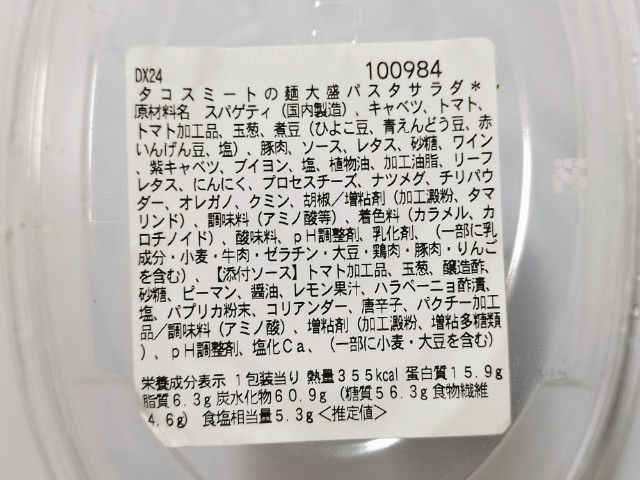 DX24 100984
タコスミートの麺大盛パスタサラダ*
原材料名 スパゲティ(国内製造)、キャベツ、トマト、
トマト加工品、玉葱、煮豆(ひよこ豆、青えんどう豆、赤
いんげん豆、塩)、豚肉、ソース、レタス、砂糖、ワイン
、紫キャベツ、ブイヨン、塩、植物油、加工油脂、リーフ
レタス、にんにく、プロセスチーズ、ナツメグ、チリパウ
ダー、オレガノ、クミン、胡椒/増粘剤(加工澱粉、タマ
リンド)、調味料(アミノ酸等)、着色料(カラメル、カ
ロチノイド)、酸味料、pH調整剤、乳化剤、(一部に乳
成分・小麦・牛肉・ゼラチン・大豆・鶏肉・豚肉・りんご
を含む)、【添付ソース】トマト加工品、玉葱、醸造酢、
砂糖、ピーマン、醤油、レモン果汁、ハラペーニョ酢漬、
塩、パプリカ粉末、コリアンダー、唐辛子、パクチー加工
品/調味料(アミノ酸)、増粘剤(加工澱粉、増粘多糖類
)、pH調整剤、塩化Ca、(一部に小麦・大豆を含む)
栄養成分表示 1包装当り 熱量355kcal 蛋白質15.9g
脂質6.3g 炭水化物60.9g (糖質56.3g 食物繊維
4.6g) 食塩相当量5.3g<推定値>